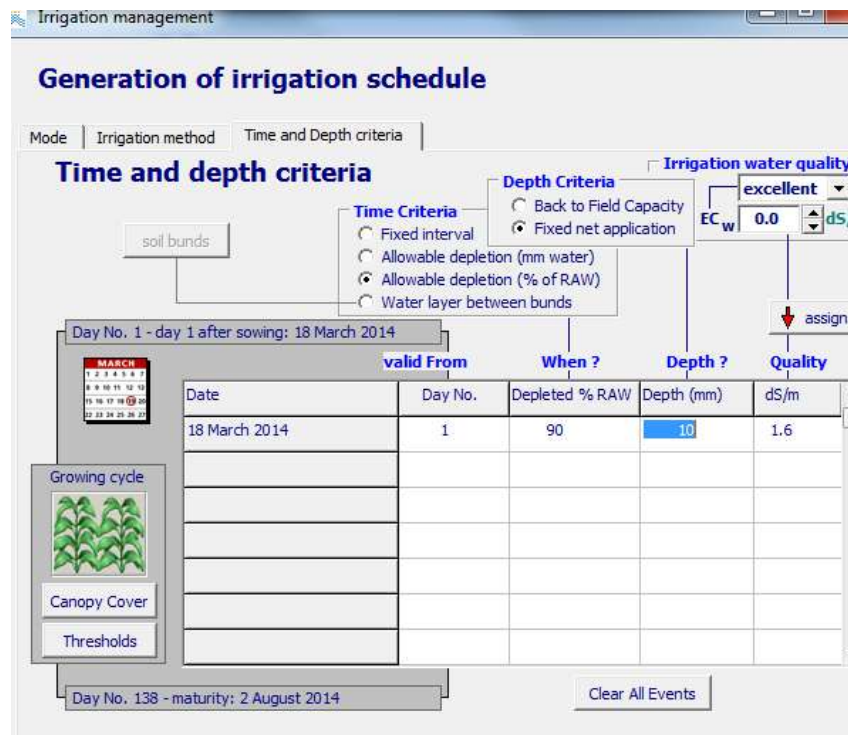 Irrigation management
Generation of irrigation schedule
Mode
Irrigation method
Time and Depth criteria
Time and depth criteria
Irrigation water quality
excellent
EC w
0.0
dS/
Depth Criteria
Back to Field Capacity
Fixed net application
Time Criteria
Fixed interval
Allowable depletion (mm water)
Allowable depletion (% of RAW)
Water layer between bunds
soil bunds
assign
Day No. 1 - day 1 after sowing: 18 March 2014
MARCH
valid From
When ?
Depth ?
Quality
Date
Day No.
Depleted % RAW
Depth (mm)
dS/m
18 March 2014
1
90
10
1.6
Growing cycle
Canopy Cover
Thresholds
Day No. 138 - maturity: 2 August 2014
Clear All Events